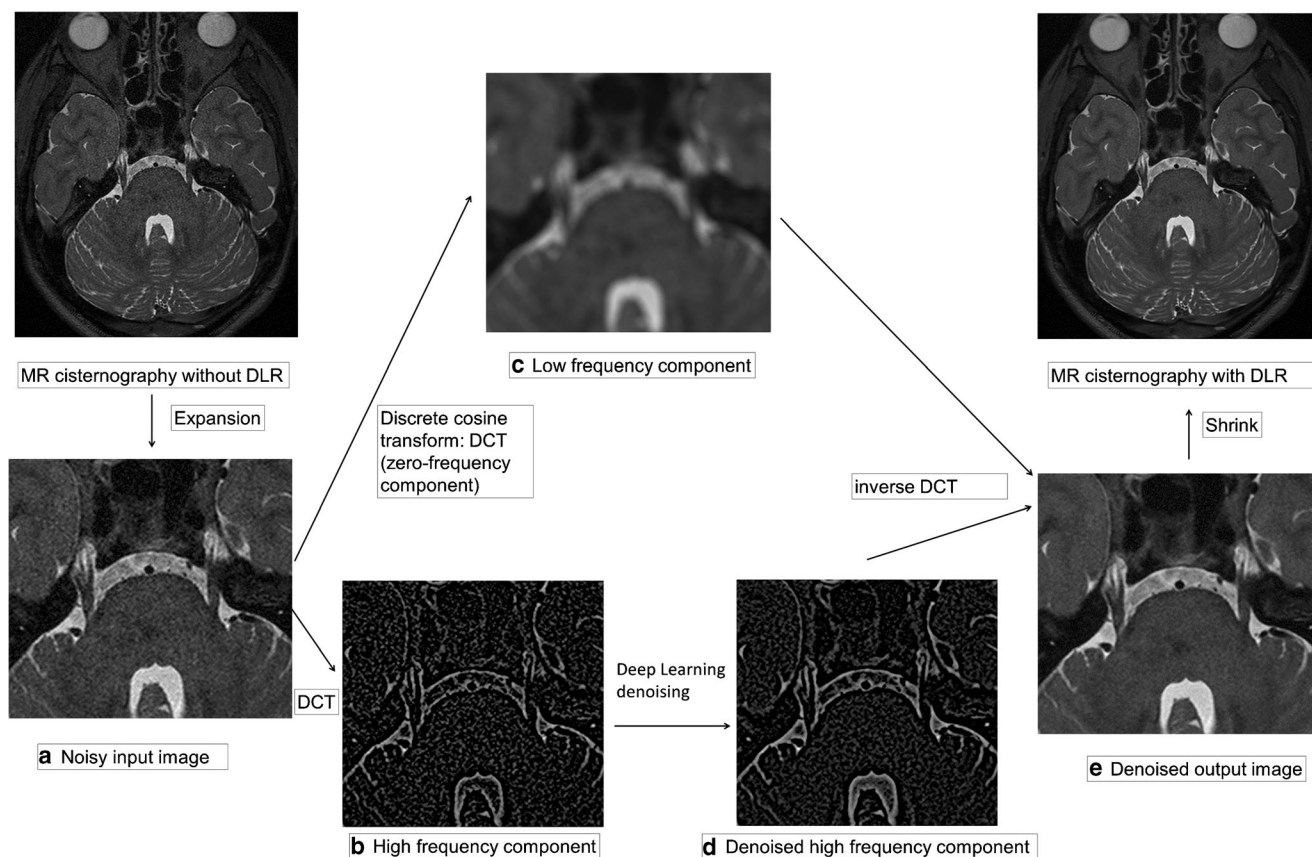 MR cisternography without DLR
Expansion
a Noisy input image
Discrete cosine
transform: DCT
(zero-frequency
component)
c Low frequency component
DCT
b High frequency component
Deep Learning
denoising
d Denoised high frequency component
inverse DCT
e Denoised output image
Shrink
MR cisternography with DLR